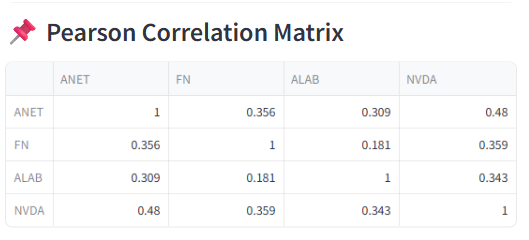 Pearson Correlation Matrix
ANET FN ALAB NVDA
ANET 1 0.356 0.309 0.48
FN 0.356 1 0.181 0.359
ALAB 0.309 0.181 1 0.343
NVDA 0.48 0.359 0.343 1